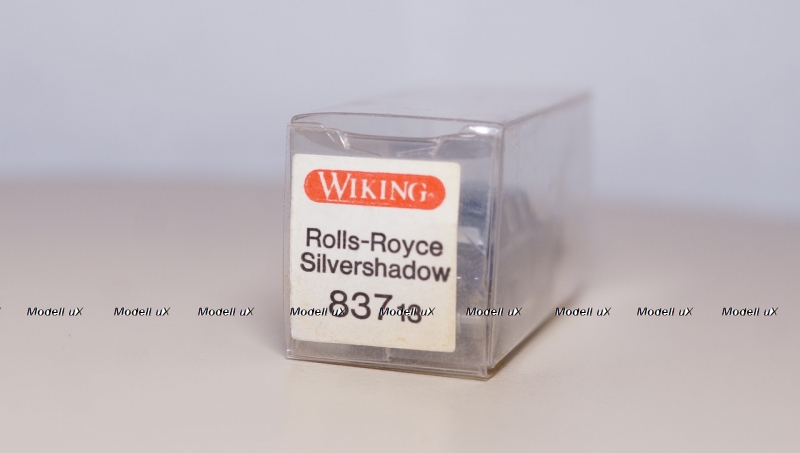 WIKING
Rolls-Royce
Silvershadow
837 13
Modell uX Modell uX Modell uX Modell uX Modell uX Modell uX Modell uX Modell uX Modell uX